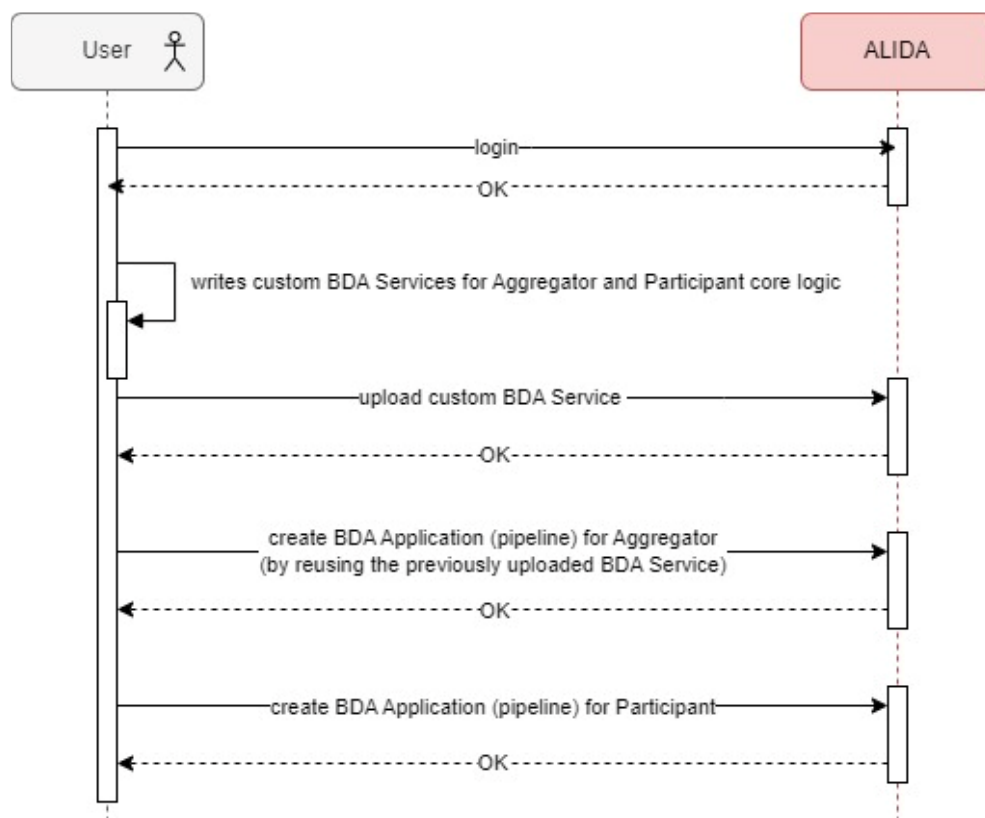 User
ALIDA
login
OK
writes custom BDA Services for Aggregator and Participant core logic
upload custom BDA Service
OK
create BDA Application (pipeline) for Aggregator
(by reusing the previously uploaded BDA Service)
OK
create BDA Application (pipeline) for Participant
OK